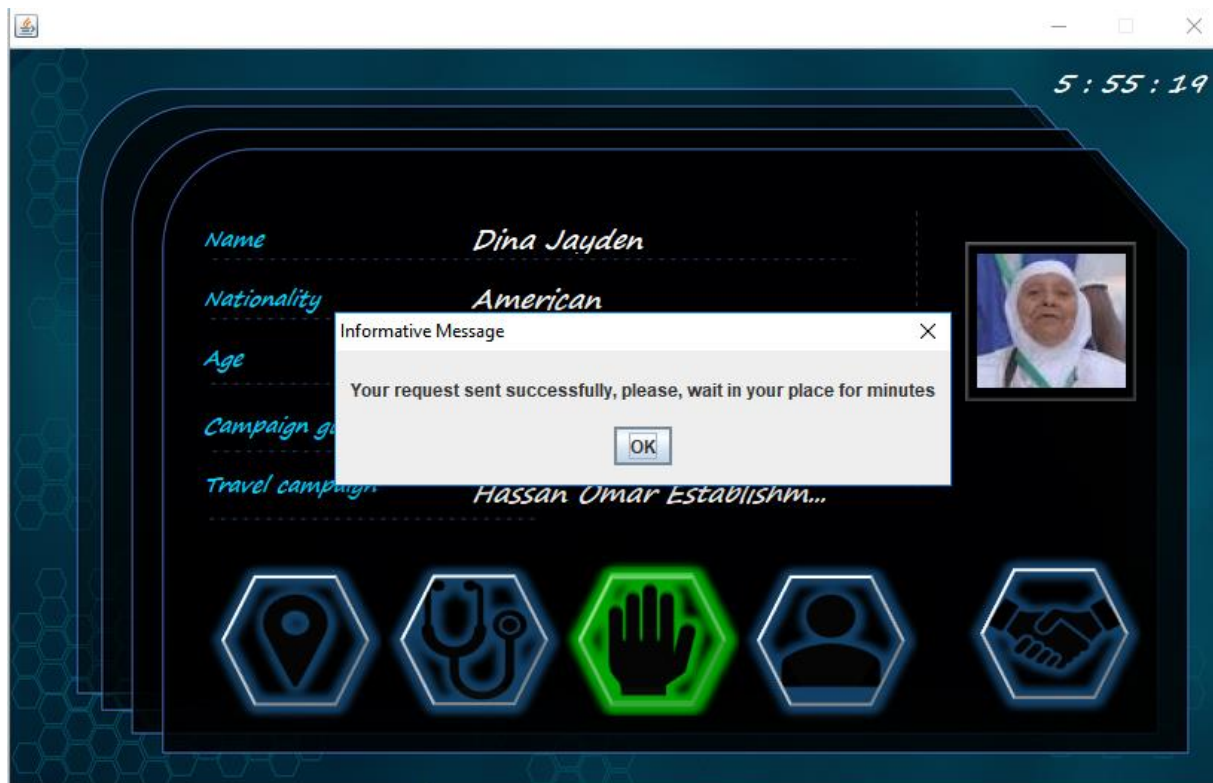 5 : 55 : 19
Name Dina Jayden
Nationality American
Informative Message
Age
Your request sent successfully, please, wait in your place for minutes
Campaign
OK
Travel campaign Hassan Omar Establishm...